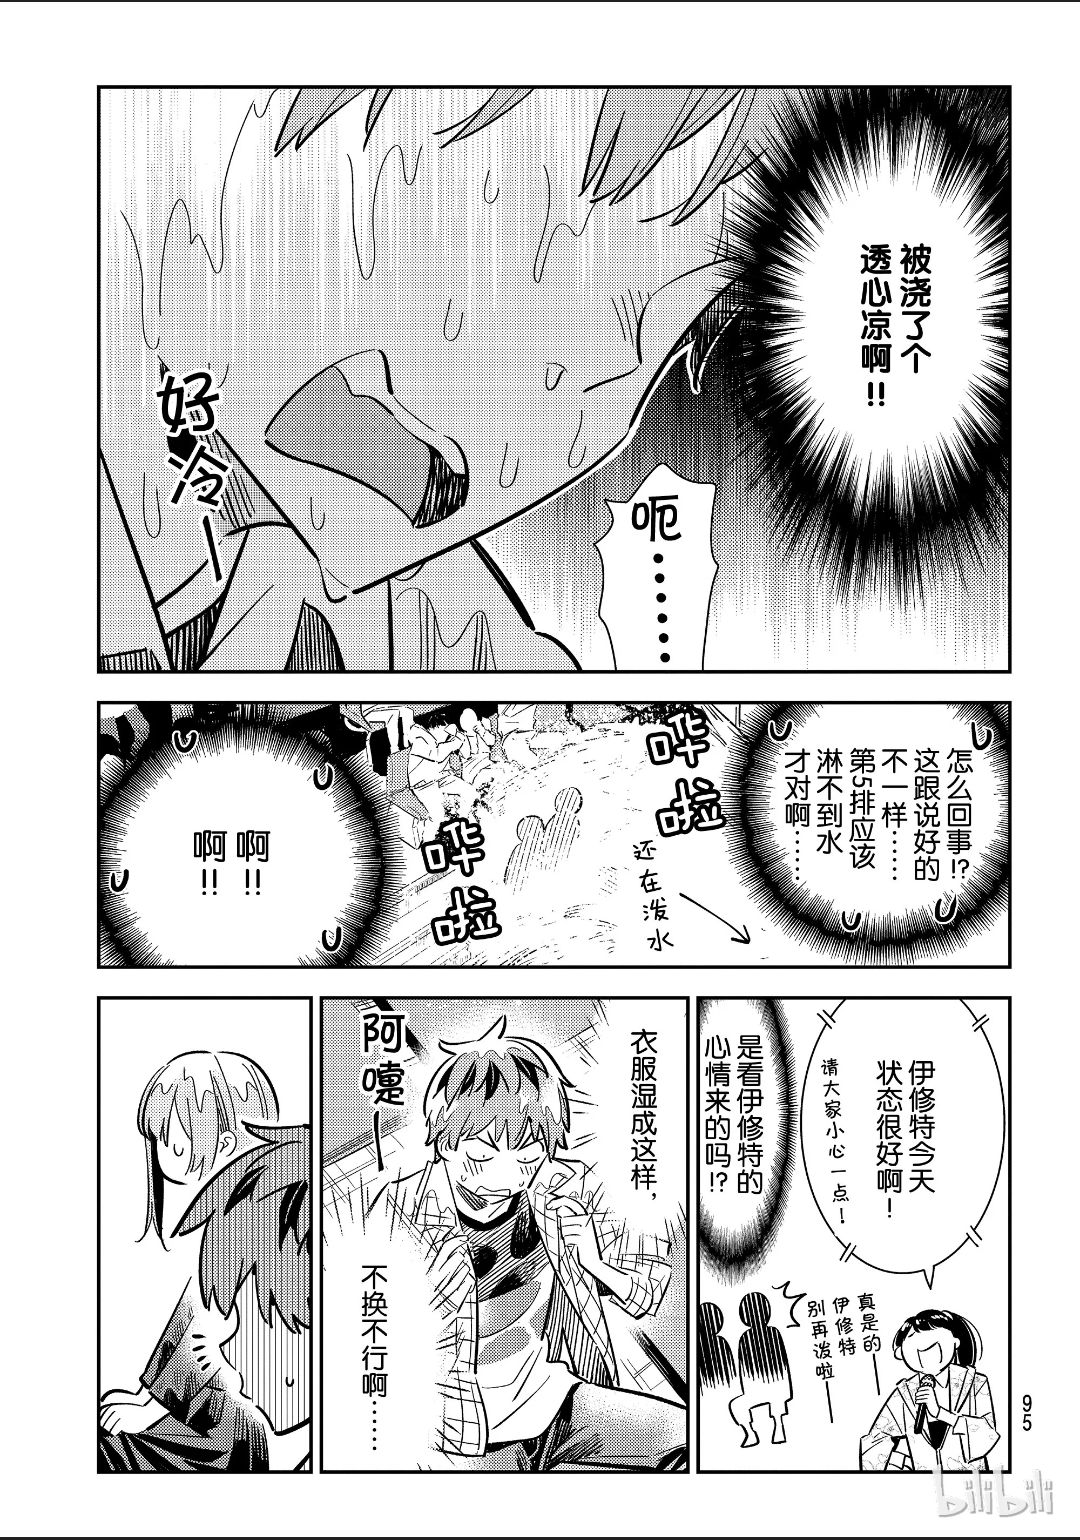 被浇了个
透心凉啊!!
呃……
好冷—
怎么回事!?
这跟说好的
不一样……
第5排应该
淋不到水
才对啊……
哗啦
还在泼水
哗啦
啊!!
啊!!
伊修特今天
状态很好啊!
请大家小心一点!
是看伊修特的
心情来的吗!?
真是的
伊修特
别再泼啦—
衣服湿成这样,
阿嚏—
不换不行啊……
95
bilibili